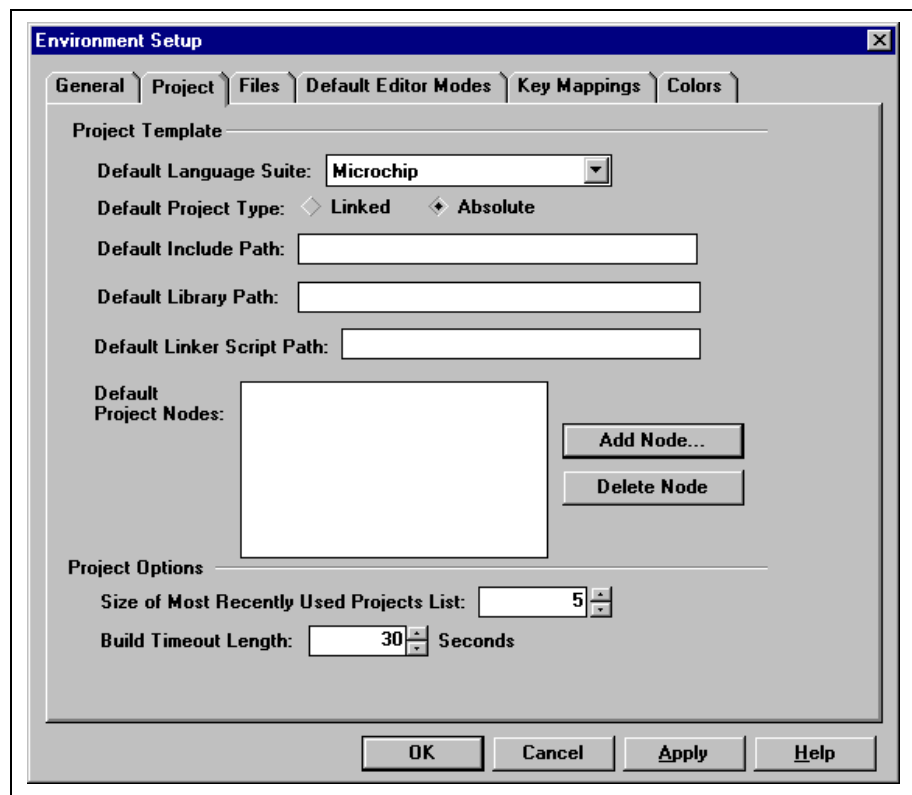 Environment Setup
General Project Files Default Editor Modes Key Mappings Colors
Project Template
Default Language Suite: Microchip
Default Project Type: Linked Absolute
Default Include Path:
Default Library Path:
Default Linker Script Path:
Default
Project Nodes:
Add Node...
Delete Node
Project Options
Size of Most Recently Used Projects List: 5
Build Timeout Length: 30 Seconds
OK Cancel Apply Help